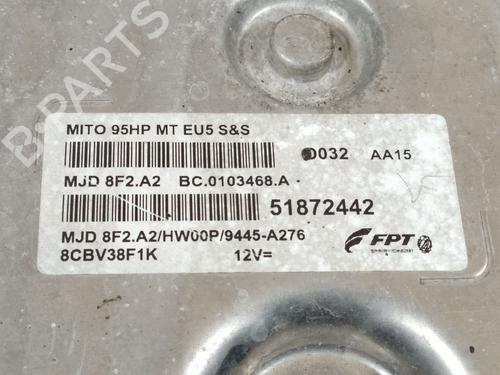 B-PARTS
MITO 95HP MT EU5 S&S
D032 AA15
MJD 8F2.A2 BC.0103468.A
51872442
MJD 8F2.A2/HW00P/9445-A276
8CBV38F1K 12V=
FPT